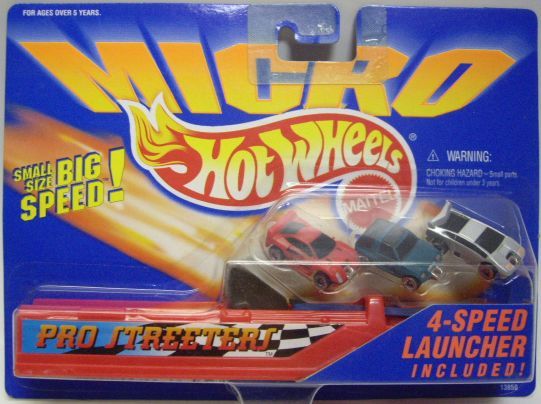 FOR AGES OVER 5 YEARS.
MICRO
HOT WHEELS®
MATTEL
SMALL SIZE BIG SPEED!
⚠ WARNING:
CHOKING HAZARD – Small parts
Not for children under 3 years.
PRO STREETERS™
4-SPEED
LAUNCHER
INCLUDED!
13850